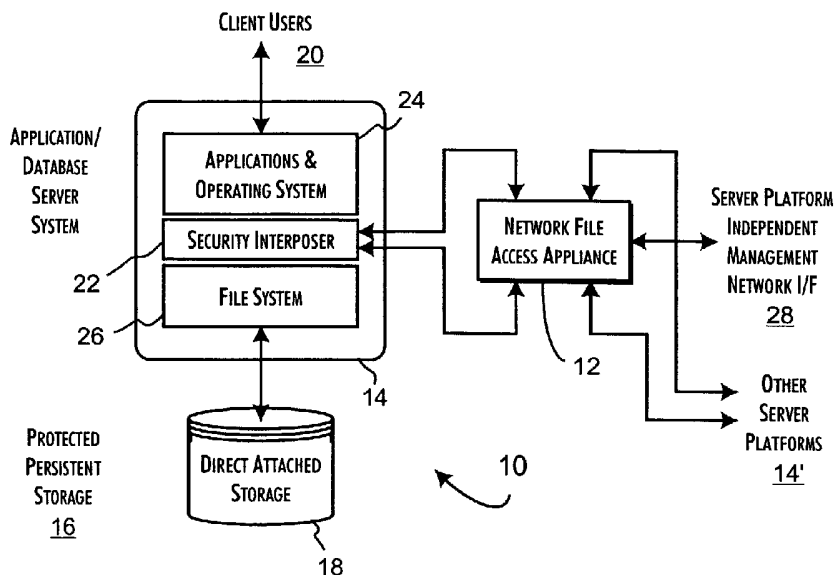 CLIENT USERS
20
APPLICATION/
DATABASE
SERVER
SYSTEM
24
APPLICATIONS &
OPERATING SYSTEM
SECURITY INTERPOSER
22
FILE SYSTEM
26
14
NETWORK FILE
ACCESS APPLIANCE
12
SERVER PLATFORM
INDEPENDENT
MANAGEMENT
NETWORK I/F
28
OTHER
SERVER
PLATFORMS
14'
PROTECTED
PERSISTENT
STORAGE
16
DIRECT ATTACHED
STORAGE
18
10